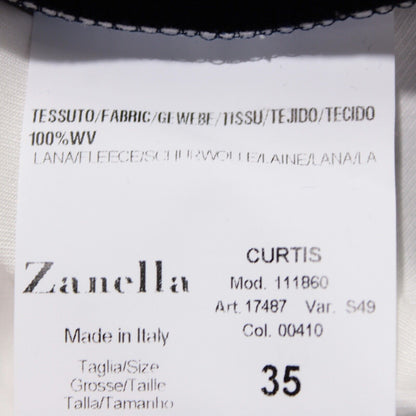 TESSUTO/FABRIC/GEWEBE/TISSU/TEJIDO/TECIDO
100%WV
LANA/FLEECE/SCHURWOLLE/LAINE/LANA/LA
Zanella
CURTIS
Mod. 111860
Art. 17487 Var. S49
Col. 00410
Made in Italy
Taglia/Size
Grosse/Taille
Talla/Tamanho
35